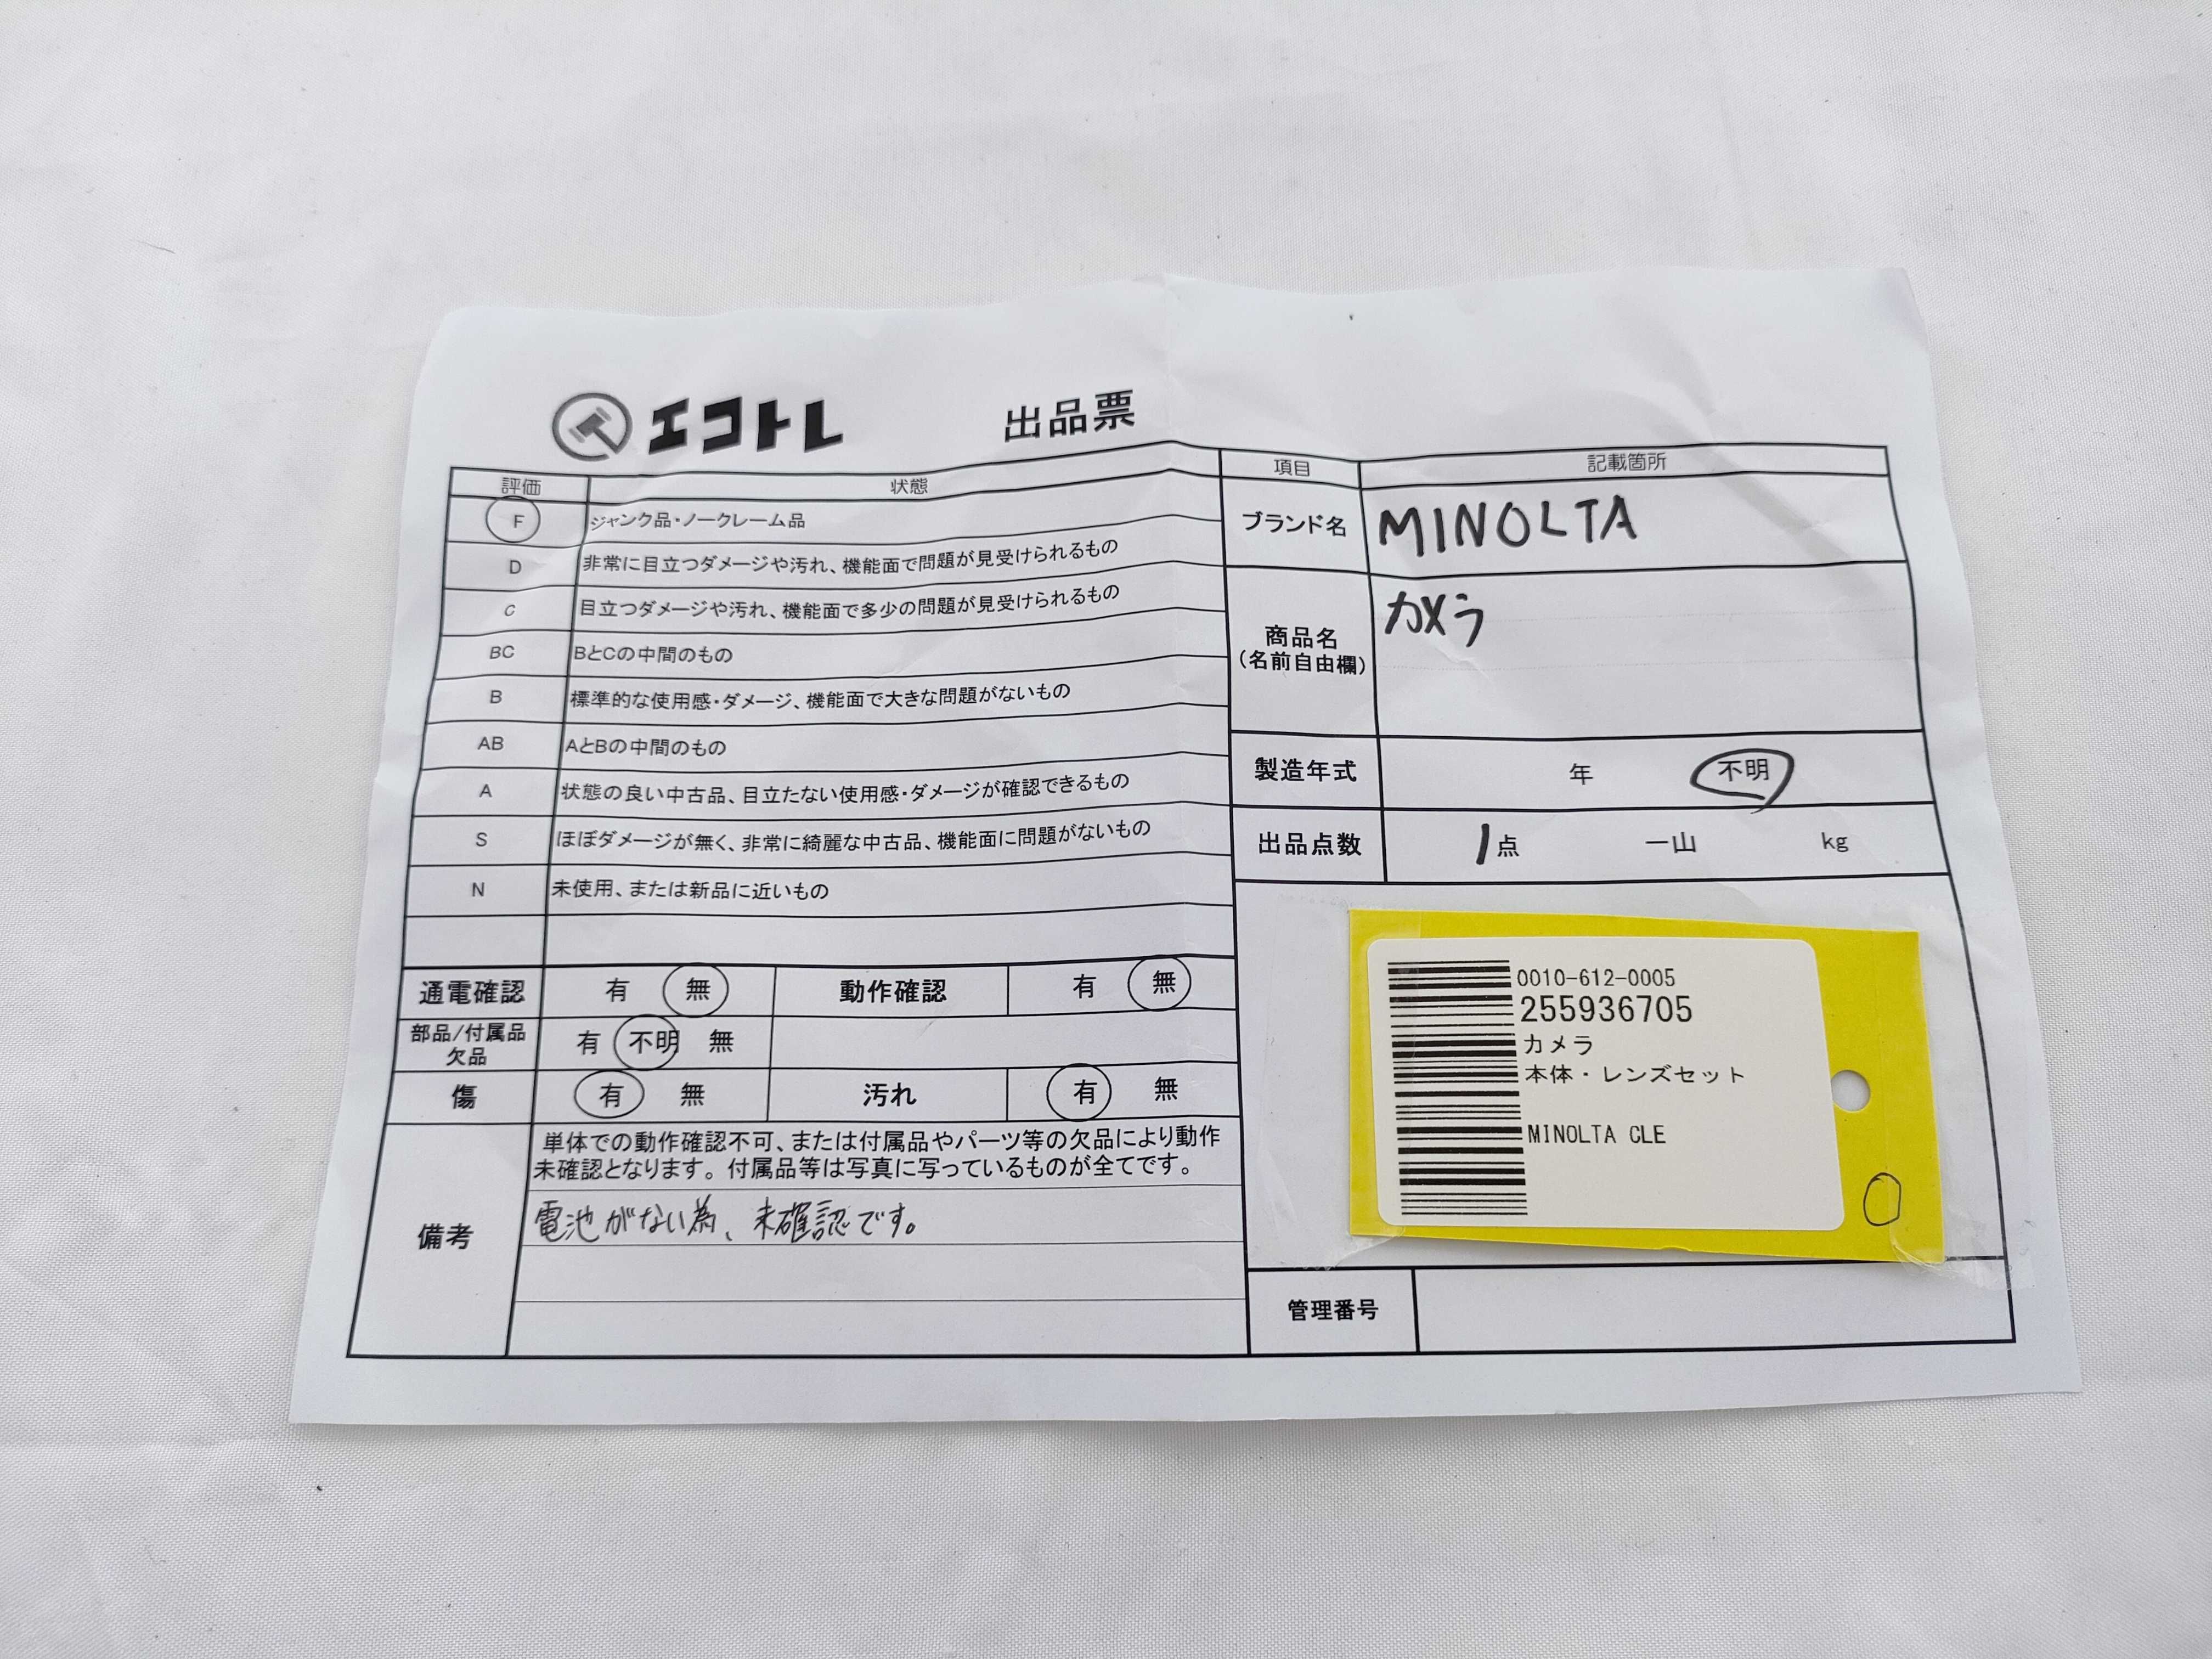 エコトレ 出品票
評価 状態
F ジャンク品・ノークレーム品
D 非常に目立つダメージや汚れ、機能面で問題が見受けられるもの
C 目立つダメージや汚れ、機能面で多少の問題が見受けられるもの
BC BとCの中間のもの
B 標準的な使用感・ダメージ、機能面で大きな問題がないもの
AB AとBの中間のもの
A 状態の良い中古品、目立たない使用感・ダメージが確認できるもの
S ほぼダメージが無く、非常に綺麗な中古品、機能面に問題がないもの
N 未使用、または新品に近いもの
通電確認 有 無 動作確認 有 無
部品/付属品
欠品 有 不明 無
傷 有 無 汚れ 有 無
備考
単体での動作確認不可、または付属品やパーツ等の欠品により動作
未確認となります。付属品等は写真に写っているものが全てです。
電池がない為、未確認です。
項目 記載箇所
ブランド名 MINOLTA
商品名
(名前自由欄)
カメラ
製造年式 年 不明
出品点数 1点 一山 kg
0010-612-0005
255936705
カメラ
本体・レンズセット
MINOLTA CLE
管理番号